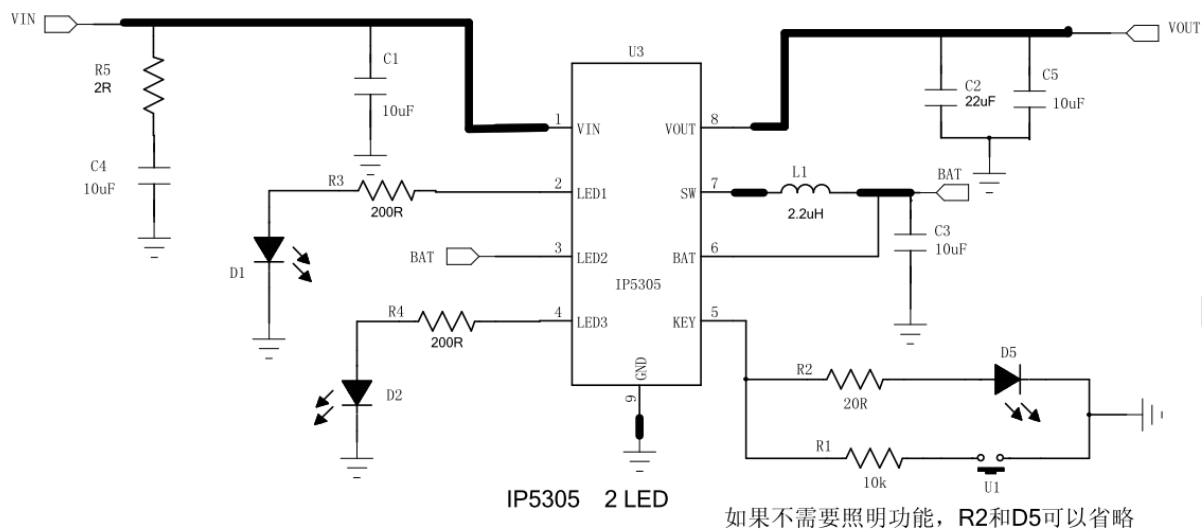 VIN
VOUT
U3
R5
2R
C1
10uF
C2
22uF
C5
10uF
1
VIN
VOUT
8
C4
10uF
R3
200R
2
LED1
SW
7
L1
2.2uH
BAT
C3
10uF
D1
BAT
3
LED2
BAT
6
IP5305
R4
200R
4
LED3
KEY
5
D2
GND
9
R2
20R
D5
R1
10k
U1
IP5305 2 LED
如果不需要照明功能，R2和D5可以省略